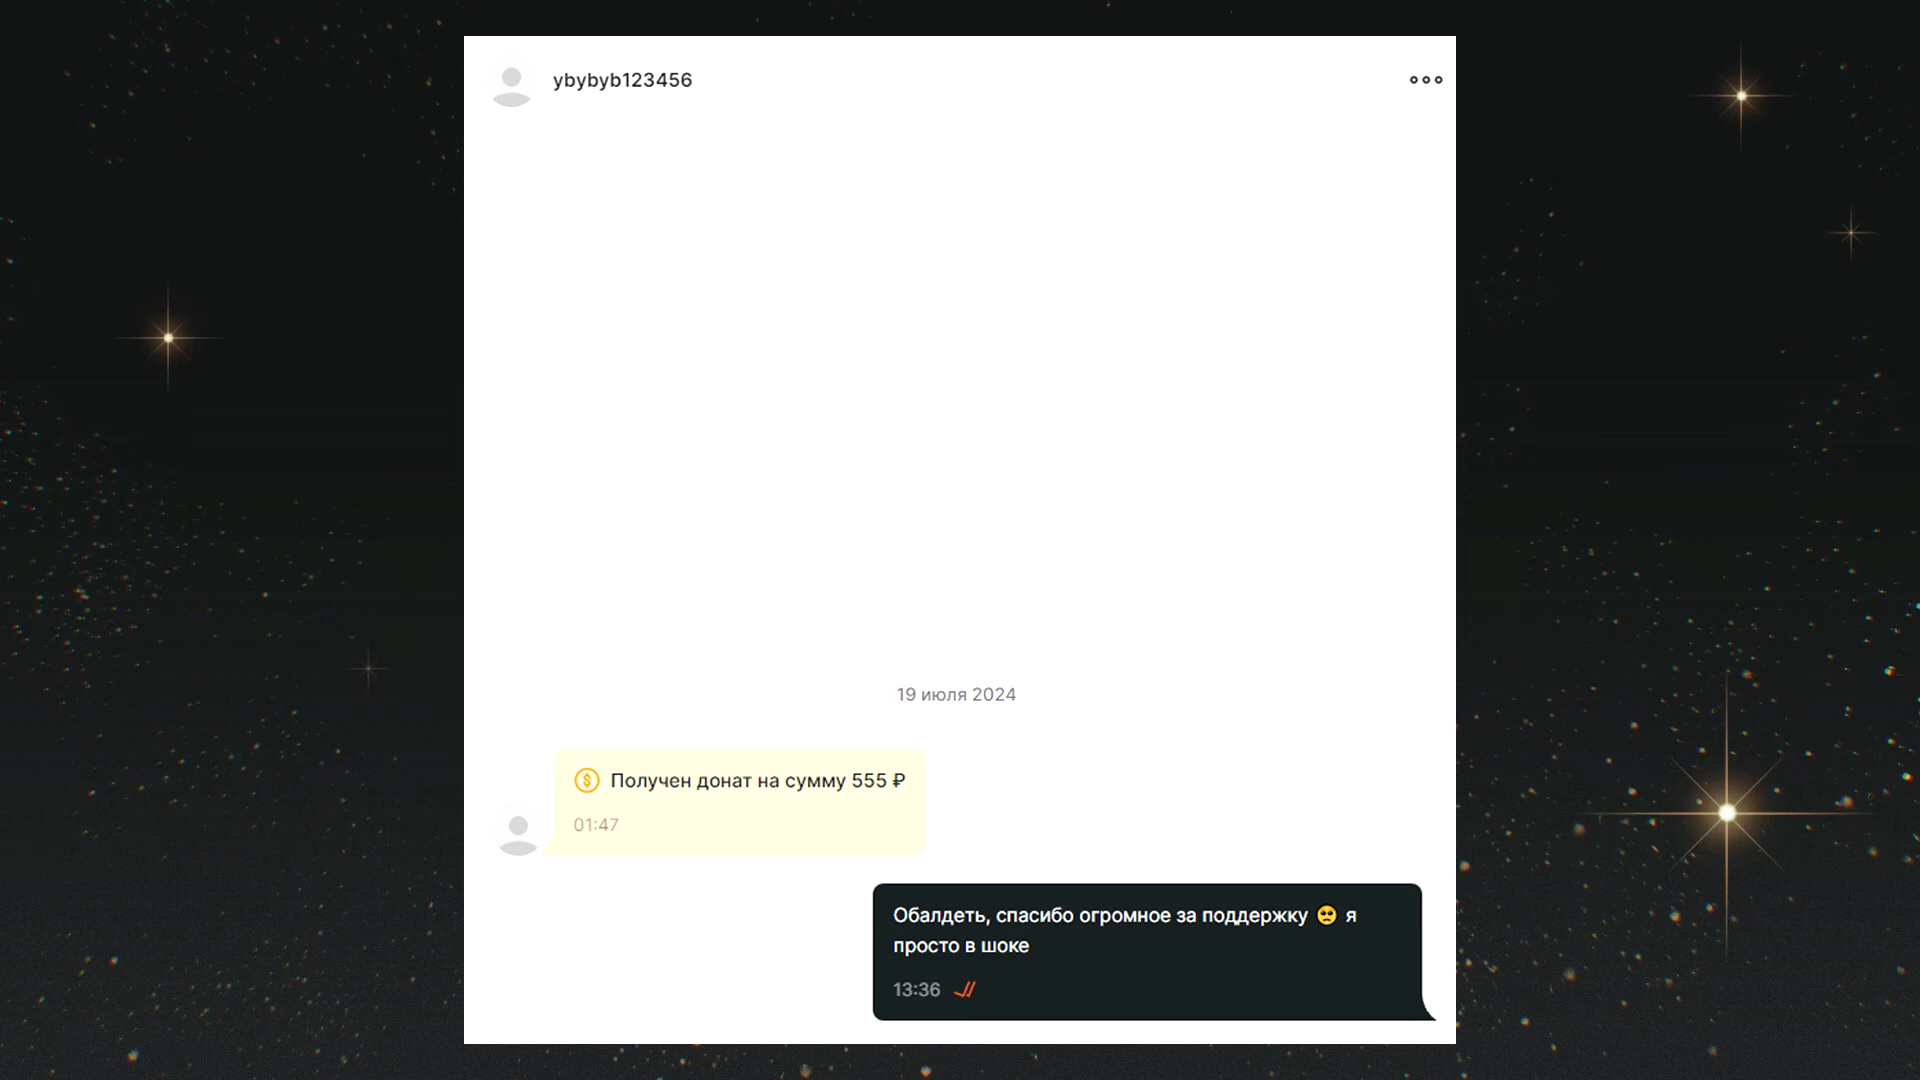 ybybyb123456
19 июля 2024
Получен донат на сумму 555 ₽
01:47
Обалдеть, спасибо огромное за поддержку 🥺 я
просто в шоке
13:36